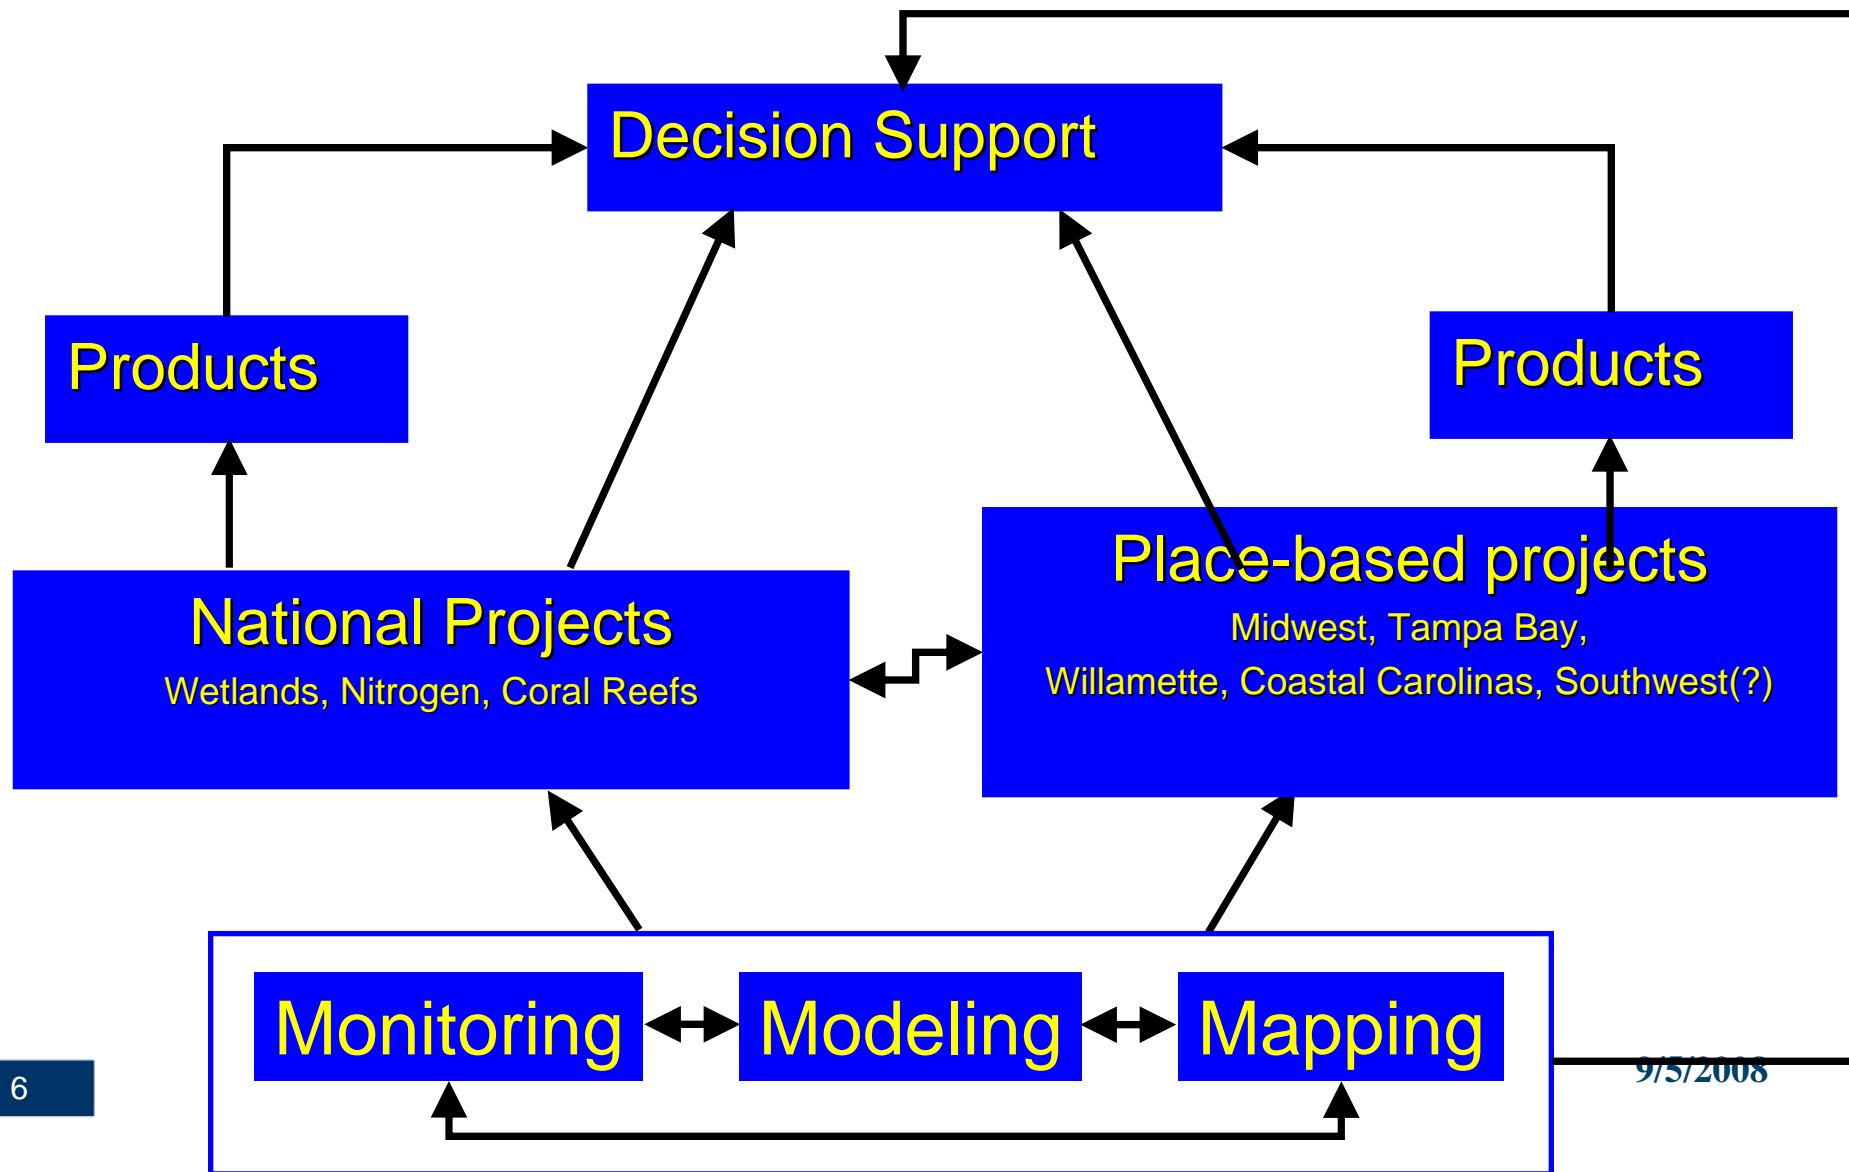 Decision Support
Products
Products
National Projects
Wetlands, Nitrogen, Coral Reefs
Place-based projects
Midwest, Tampa Bay,
Willamette, Coastal Carolinas, Southwest(?)
Monitoring
Modeling
Mapping
9/5/2008
6